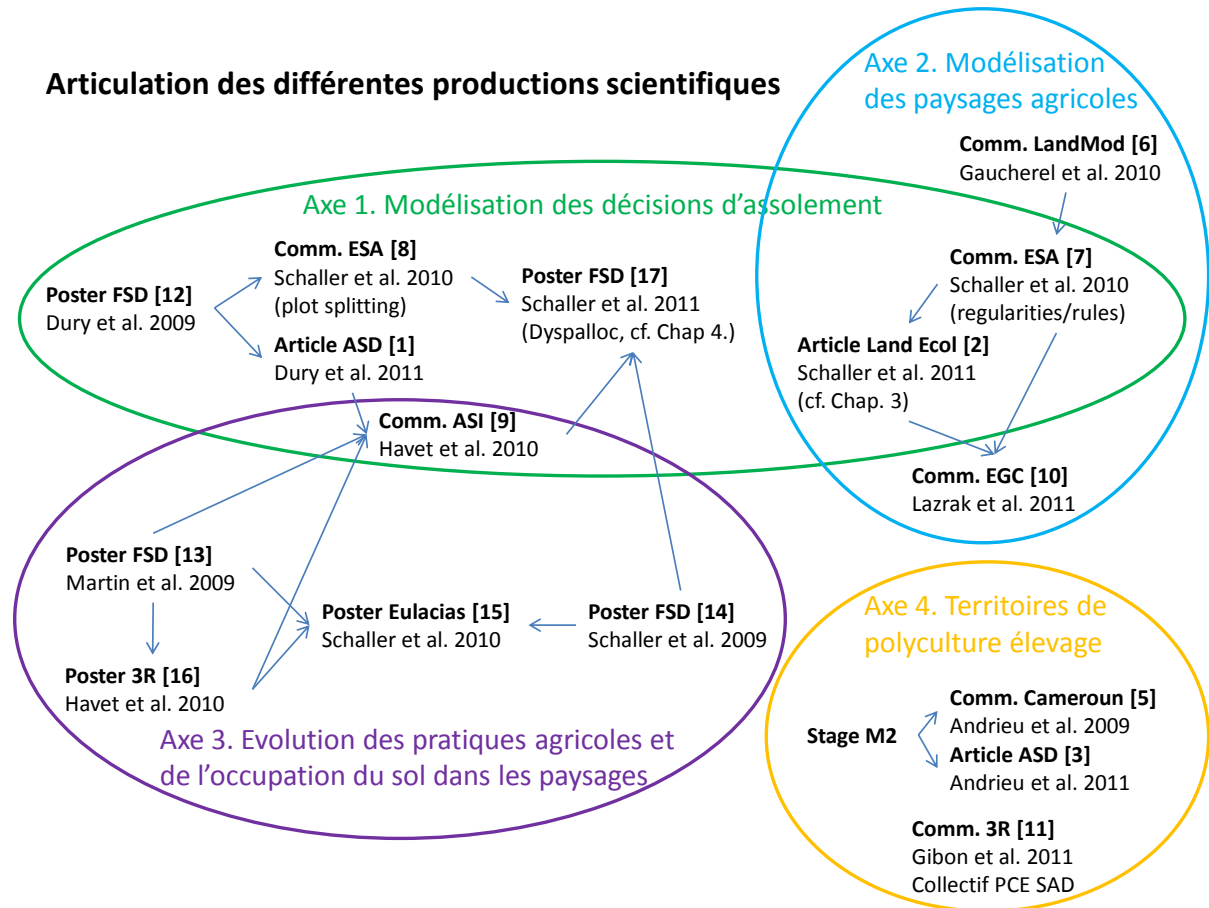 Articulation des différentes productions scientifiques
Axe 2. Modélisation
des paysages agricoles
Comm. LandMod [6]
Gaucherel et al. 2010
Axe 1. Modélisation des décisions d'assolement
Poster FSD [12]
Dury et al. 2009
Comm. ESA [8]
Schaller et al. 2010
(plot splitting)
Article ASD [1]
Dury et al. 2011
Poster FSD [17]
Schaller et al. 2011
(Dyspalloc, cf. Chap 4.)
Comm. ESA [7]
Schaller et al. 2010
(regularities/rules)
Article Land Ecol [2]
Schaller et al. 2011
(cf. Chap. 3)
Comm. ASI [9]
Havet et al. 2010
Comm. EGC [10]
Lazrak et al. 2011
Poster FSD [13]
Martin et al. 2009
Poster Eulacias [15]
Schaller et al. 2010
Poster FSD [14]
Schaller et al. 2009
Poster 3R [16]
Havet et al. 2010
Axe 3. Evolution des pratiques agricoles et
de l'occupation du sol dans les paysages
Axe 4. Territoires de
polyculture élevage
Stage M2
Comm. Cameroun [5]
Andrieu et al. 2009
Article ASD [3]
Andrieu et al. 2011
Comm. 3R [11]
Gibon et al. 2011
Collectif PCE SAD